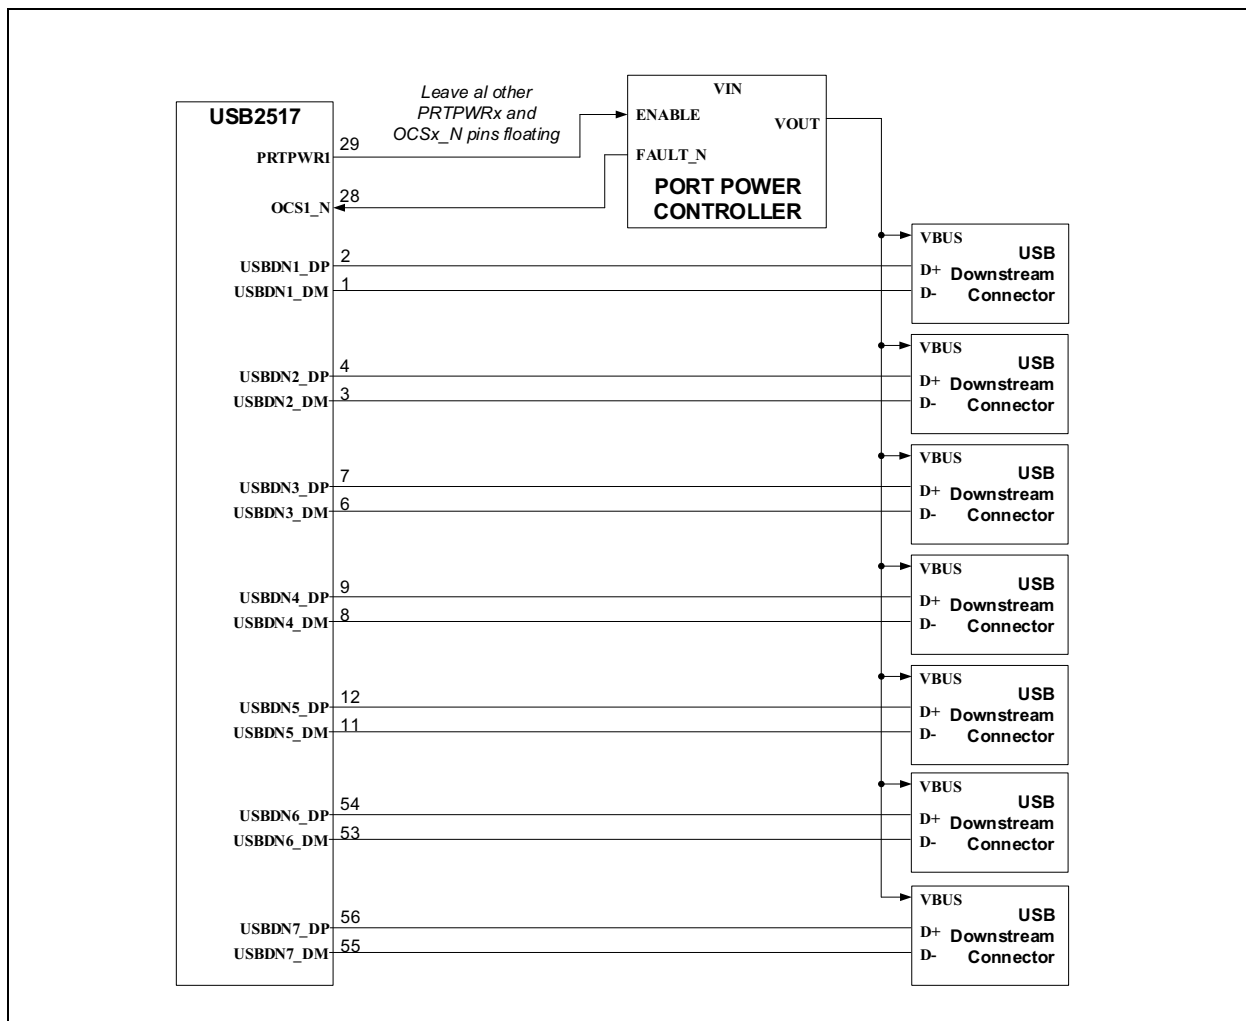 Leave al other
PRTPWRx and
OCSx_N pins floating
USB2517
PRTPWR1
29
OCS1_N
28
VIN
ENABLE
VOUT
FAULT_N
PORT POWER
CONTROLLER
USBDN1_DP
2
USBDN1_DM
1
VBUS
USB
D+ Downstream
D- Connector
USBDN2_DP
4
USBDN2_DM
3
VBUS
USB
D+ Downstream
D- Connector
USBDN3_DP
7
USBDN3_DM
6
VBUS
USB
D+ Downstream
D- Connector
USBDN4_DP
9
USBDN4_DM
8
VBUS
USB
D+ Downstream
D- Connector
USBDN5_DP
12
USBDN5_DM
11
VBUS
USB
D+ Downstream
D- Connector
USBDN6_DP
54
USBDN6_DM
53
VBUS
USB
D+ Downstream
D- Connector
USBDN7_DP
56
USBDN7_DM
55
VBUS
USB
D+ Downstream
D- Connector